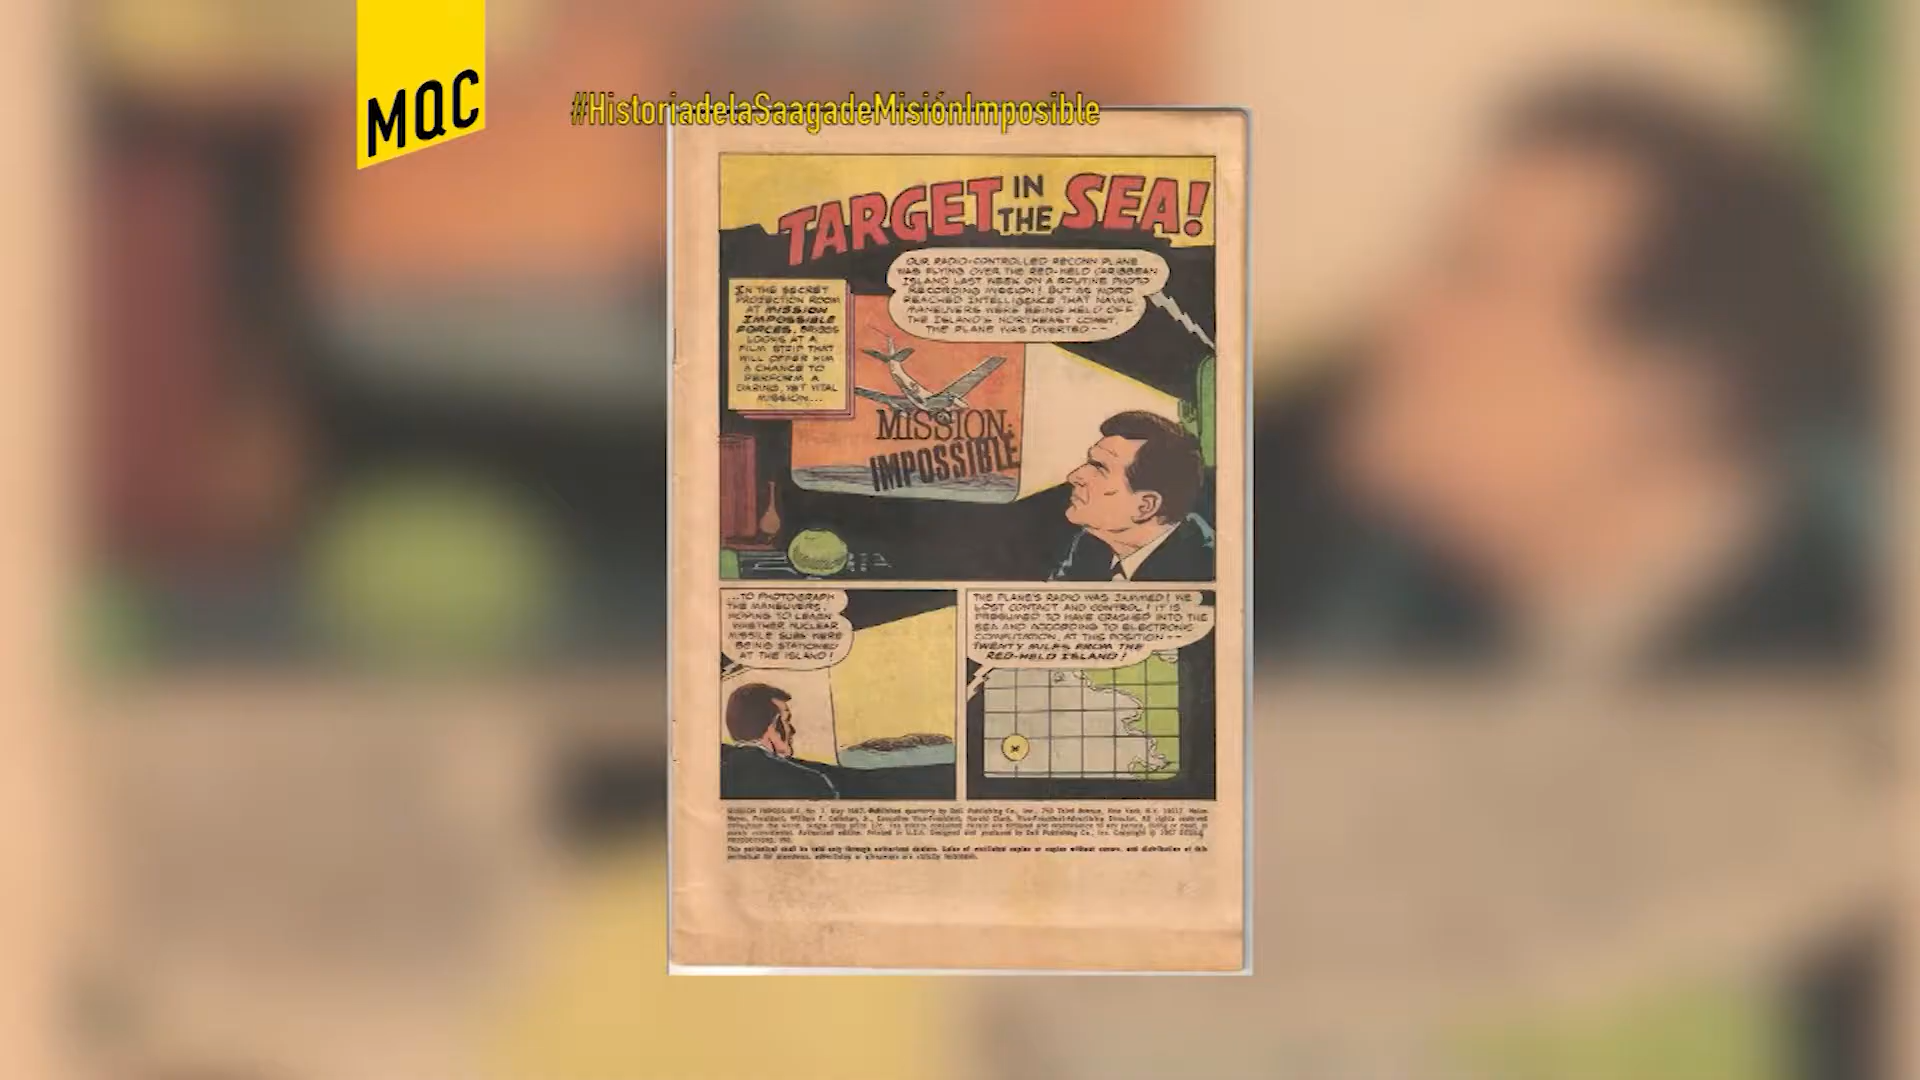 MQC
#HistoriadelaSaagadeMisiónImposible
TARGET IN THE SEA!
OUR RADIO-CONTROLLED RECONN PLANE
WAS FLYING OVER THE RED-HELD CARIBBEAN
ISLAND LAST WEEK ON A ROUTINE PHOTO
RECORDING MISSION! BUT AS WORD
REACHED INTELLIGENCE THAT NAVAL
MANEUVERS WERE BEING HELD OFF
THE ISLAND'S NORTHEAST COAST,
THE PLANE WAS DIVERTED--
IN THE SECRET
PROJECTION ROOM
AT MISSION
IMPOSSIBLE
FORCES, BRIGGS
LOOKS AT A
FILM STRIP THAT
WILL OFFER HIM
A CHANCE TO
PERFORM A
DARING, YET VITAL
MISSION...
MISSION:
IMPOSSIBLE
...TO PHOTOGRAPH
THE MANEUVERS,
HOPING TO LEARN
WHETHER NUCLEAR
MISSILE SUBS WERE
BEING STATIONED
AT THE ISLAND!
THE PLANE'S RADIO WAS JAMMED! WE
LOST CONTACT AND CONTROL! IT IS
PRESUMED TO HAVE CRASHED INTO THE
SEA AND ACCORDING TO ELECTRONIC
COMPUTATION, AT THIS POSITION--
TWENTY MILES FROM THE
RED-HELD ISLAND!